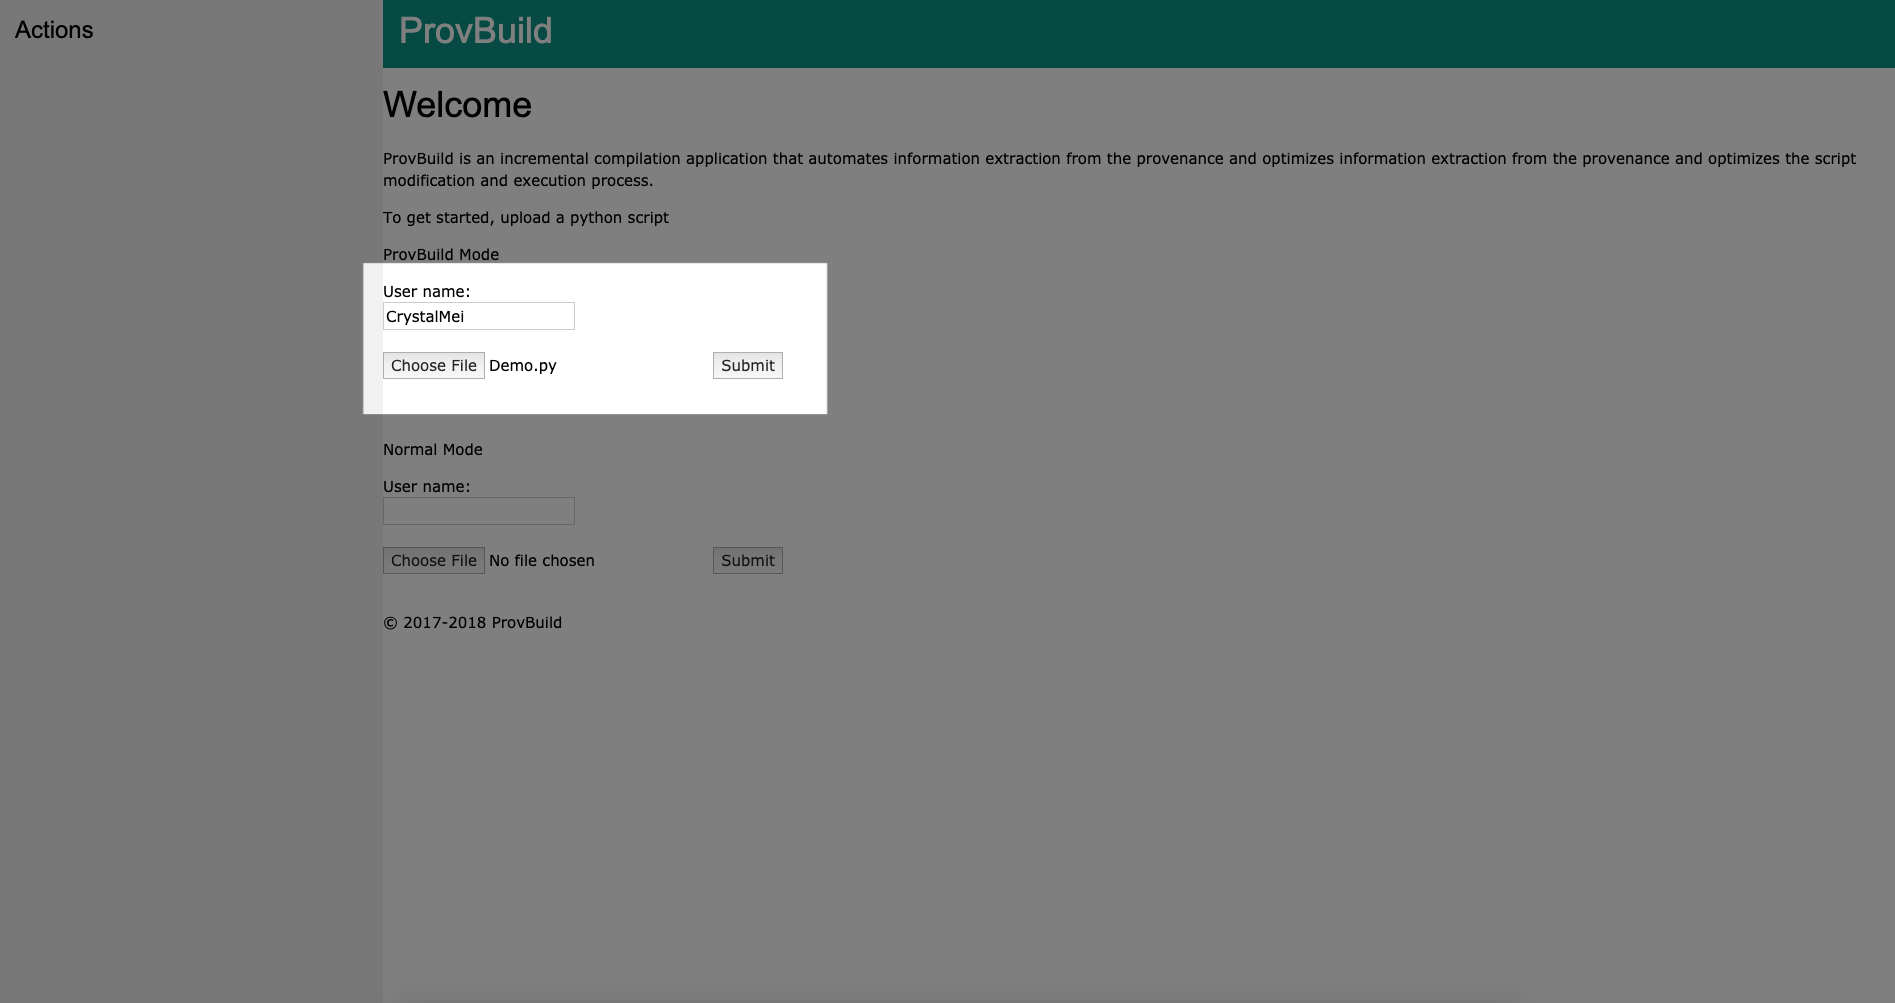 Actions
ProvBuild
Welcome
ProvBuild is an incremental compilation application that automates information extraction from the provenance and optimizes information extraction from the provenance and optimizes the script
modification and execution process.
To get started, upload a python script
ProvBuild Mode
User name:
CrystalMei
Choose File Demo.py Submit
Normal Mode
User name:
Choose File No file chosen Submit
© 2017-2018 ProvBuild